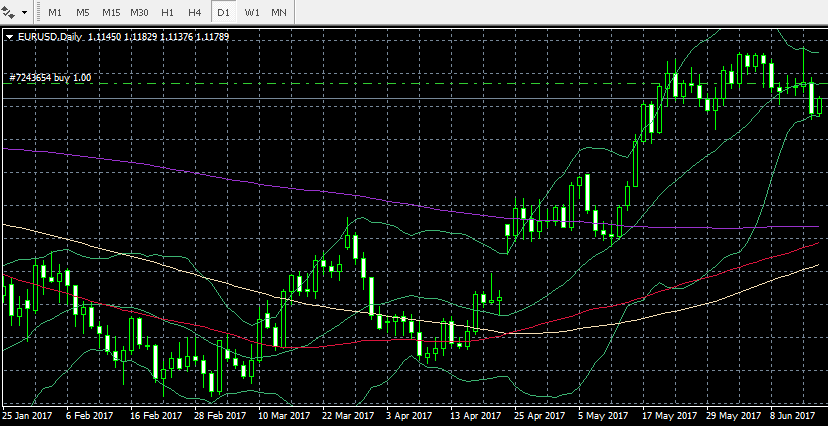 M1 M5 M15 M30 H1 H4 D1 W1 MN
EURUSD,Daily 1.11450 1.11829 1.11376 1.11789
#7243654 buy 1.00
25 Jan 2017 6 Feb 2017 16 Feb 2017 28 Feb 2017 10 Mar 2017 22 Mar 2017 3 Apr 2017 13 Apr 2017 25 Apr 2017 5 May 2017 17 May 2017 29 May 2017 8 Jun 2017